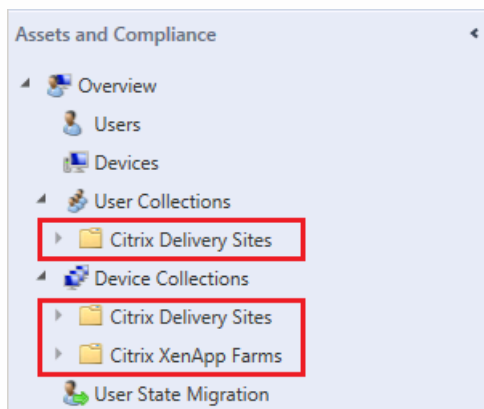 Assets and Compliance
Overview
Users
Devices
User Collections
Citrix Delivery Sites
Device Collections
Citrix Delivery Sites
Citrix XenApp Farms
User State Migration